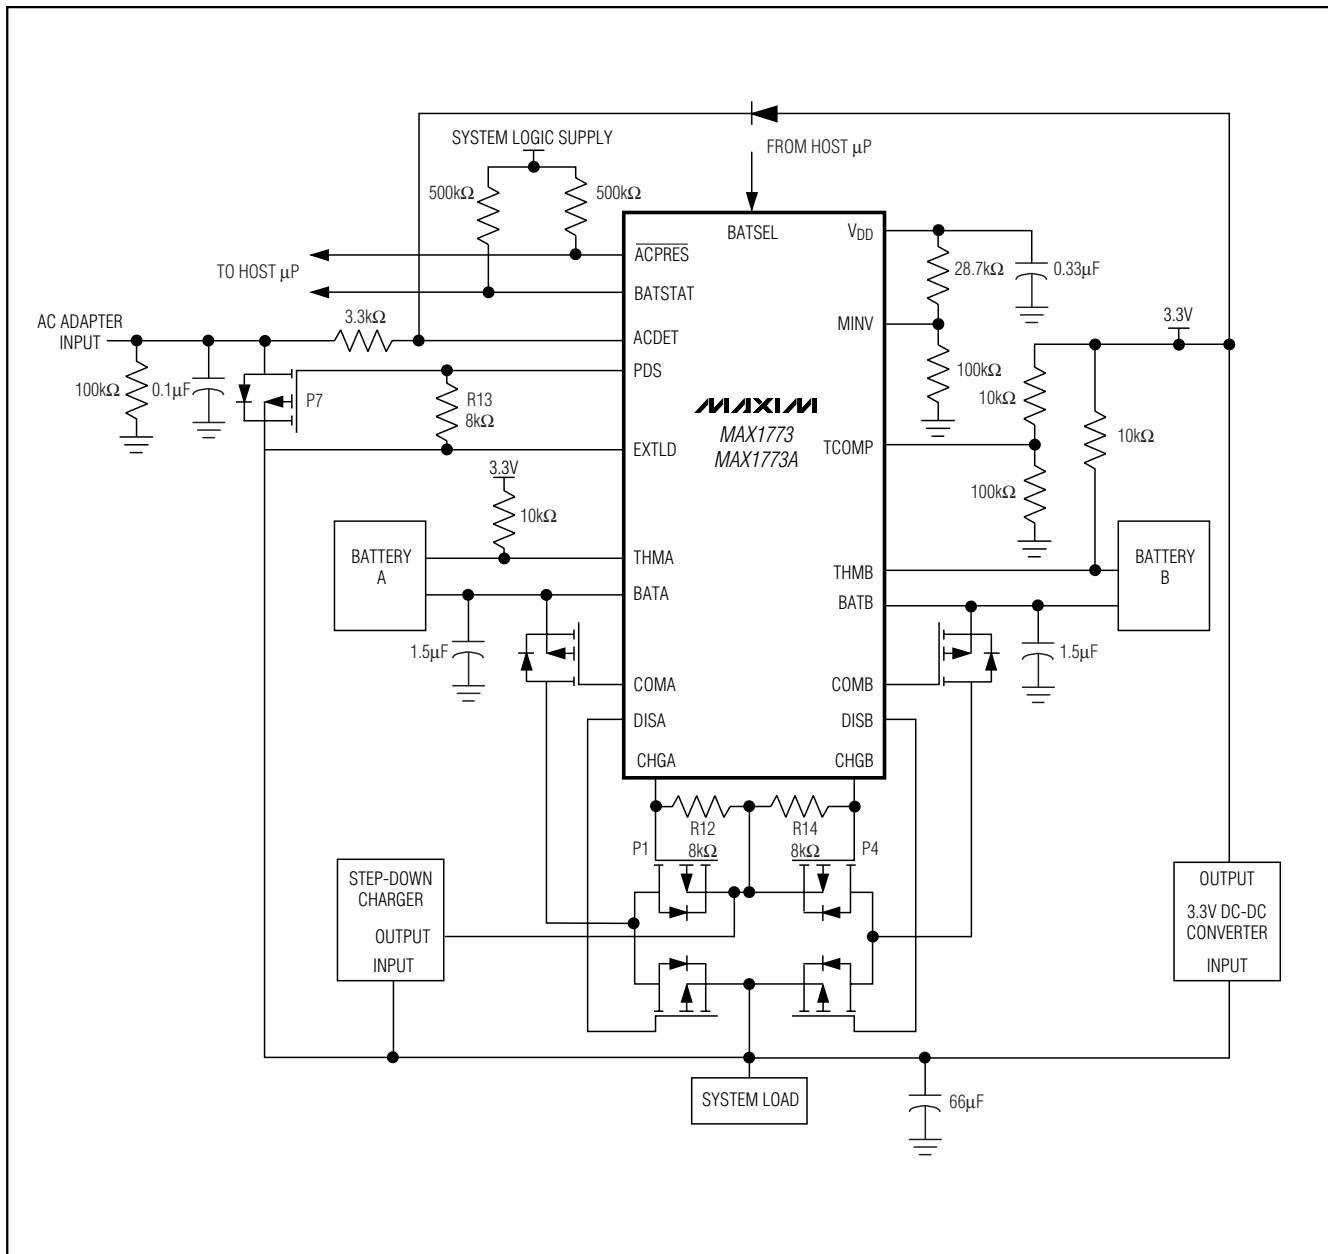 SYSTEM LOGIC SUPPLY
FROM HOST μP
500kΩ
500kΩ
BATSEL
VDD
ACPRES
28.7kΩ
0.33μF
TO HOST μP
BATSTAT
3.3kΩ
AC ADAPTER
INPUT
ACDET
MINV
3.3V
PDS
100kΩ
0.1μF
P7
R13
8kΩ
100kΩ
10kΩ
MAXIM
MAX1773
MAX1773A
EXTLD
TCOMP
10kΩ
3.3V
10kΩ
100kΩ
BATTERY
A
THMA
THMB
BATTERY
B
BATA
BATB
1.5μF
1.5μF
COMA
COMB
DISA
DISB
CHGA
CHGB
R12
8kΩ
R14
8kΩ
P1
P4
STEP-DOWN
CHARGER
OUTPUT
INPUT
OUTPUT
3.3V DC-DC
CONVERTER
INPUT
SYSTEM LOAD
66μF